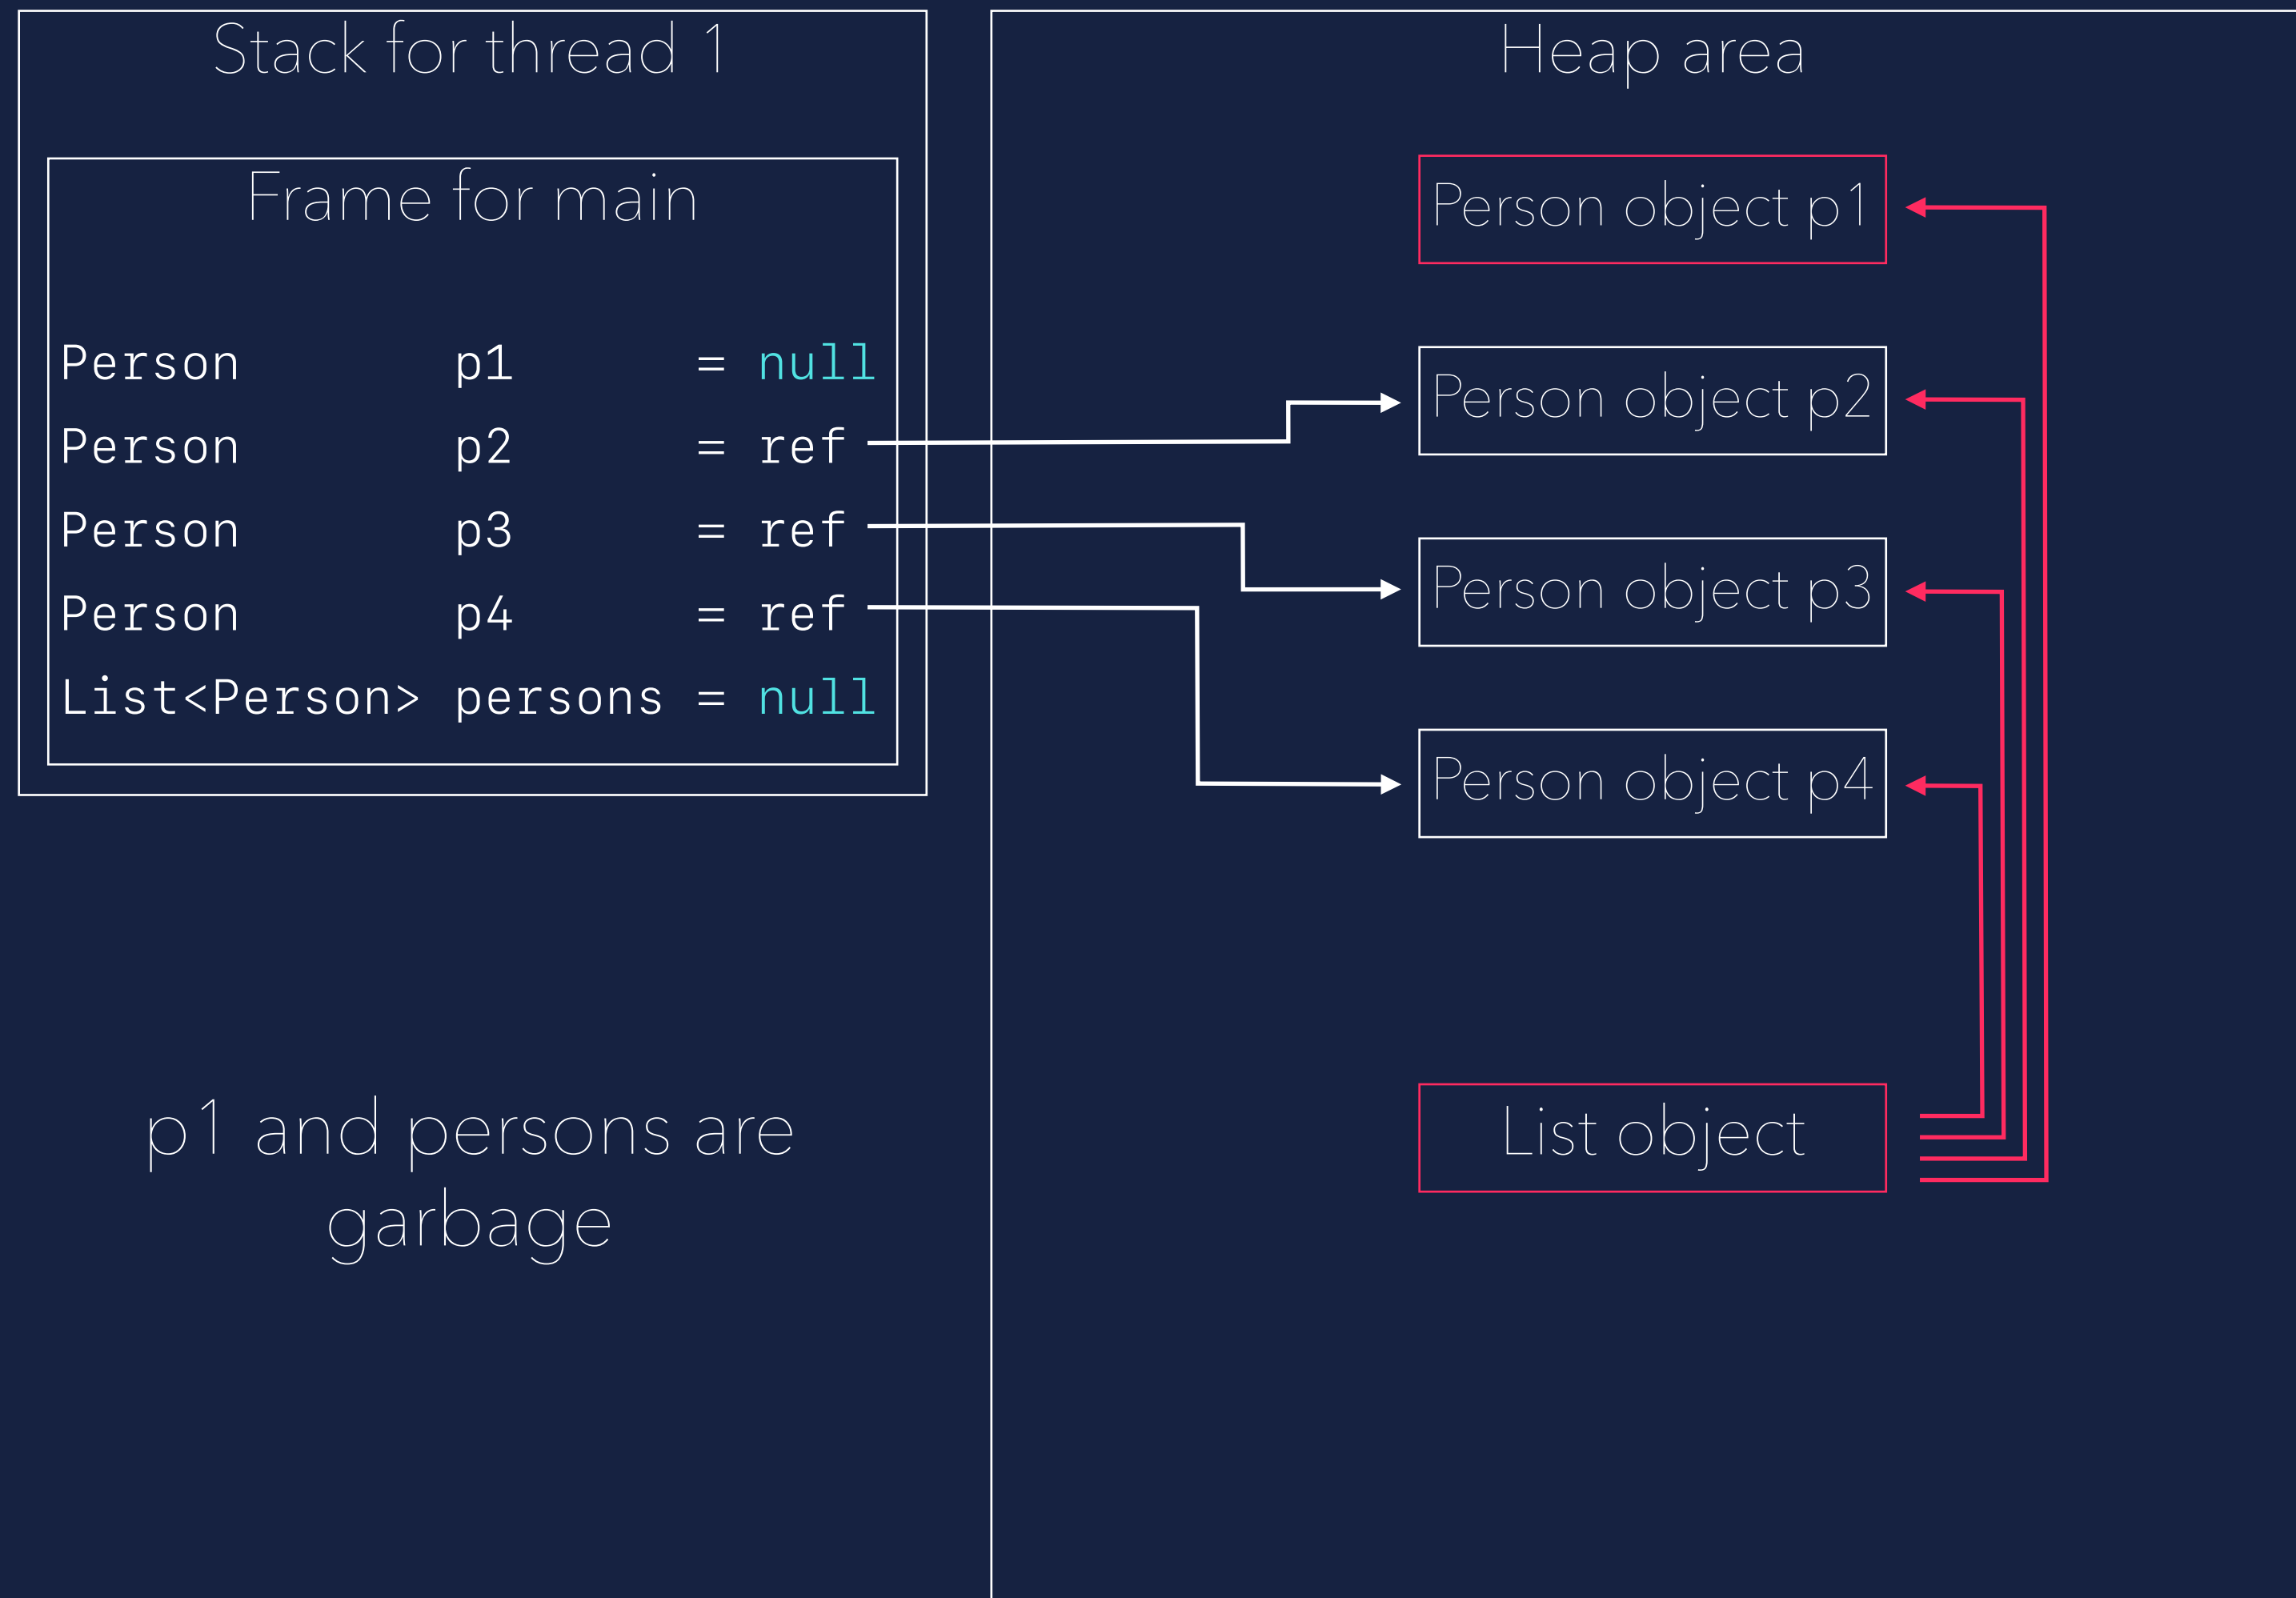 Stack for thread 1
Frame for main
Person p1 = null
Person p2 = ref
Person p3 = ref
Person p4 = ref
List<Person> persons = null
p1 and persons are
garbage
Heap area
Person object p1
Person object p2
Person object p3
Person object p4
List object